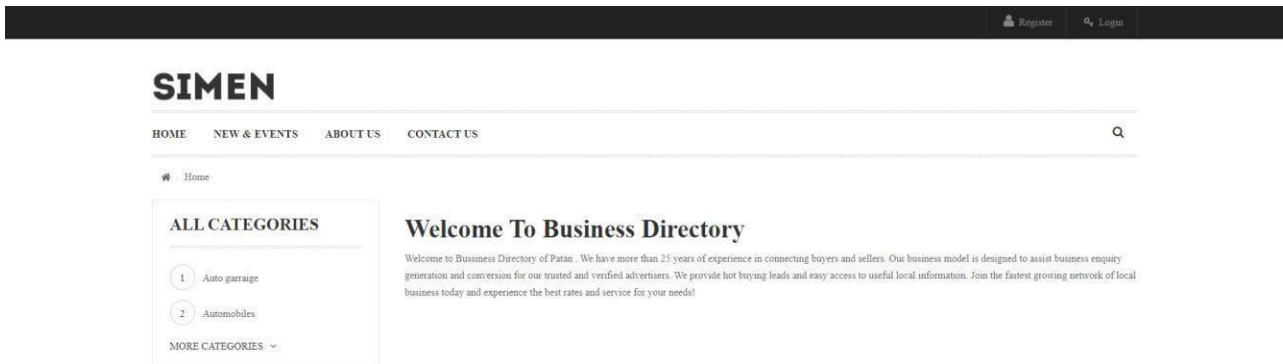 Register Login
SIMEN
HOME NEW & EVENTS ABOUT US CONTACT US
Home
ALL CATEGORIES
1 Auto garraige
2 Automobiles
MORE CATEGORIES
Welcome To Business Directory
Welcome to Bussiness Directory of Patan . We have more than 25 years of experience in connecting buyers and sellers. Our business model is designed to assist business enquiry
generation and conversion for our trusted and verified advertisers. We provide hot buying leads and easy access to useful local information. Join the fastest growing network of local
business today and experience the best rates and service for your needs!